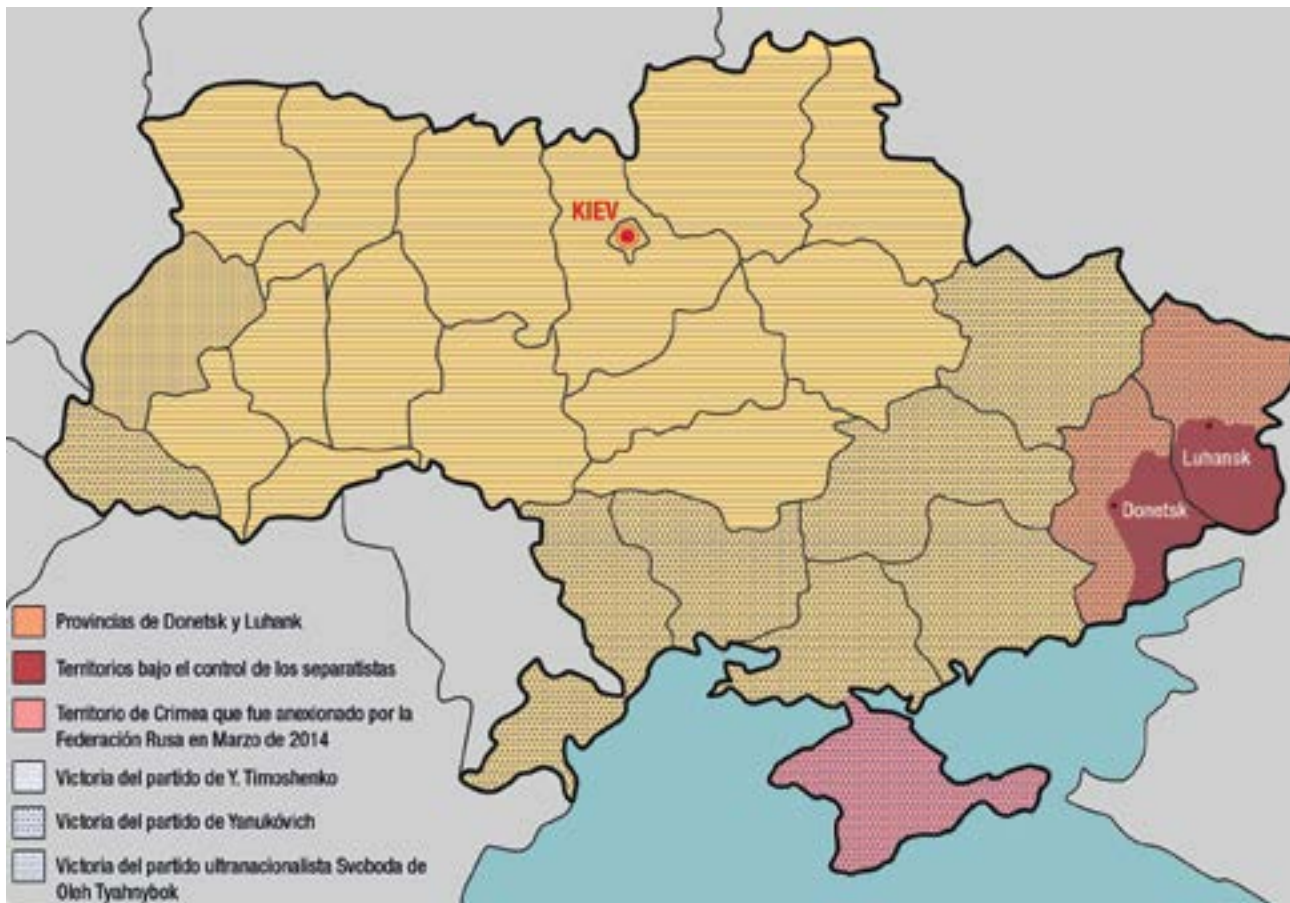 KIEV
Luhansk
Donetsk
Provincias de Donetsk y Luhank
Territorios bajo el control de los separatistas
Territorio de Crimea que fue anexionado por la
Federación Rusa en Marzo de 2014
Victoria del partido de Y. Timoshenko
Victoria del partido de Yanukóvich
Victoria del partido ultranacionalista Svoboda de
Oleh Tyahnybok